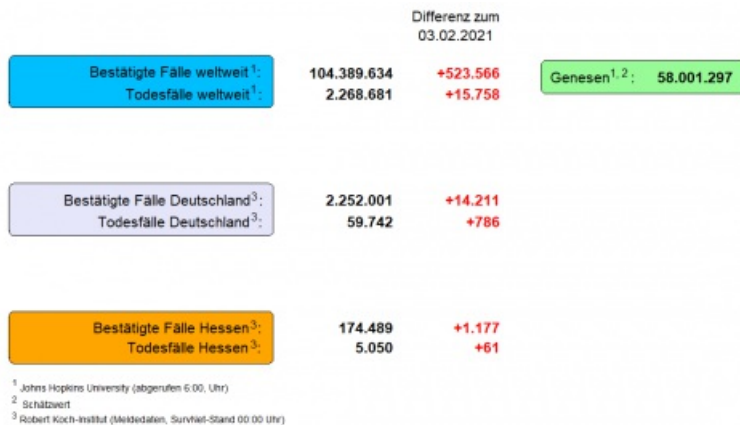 Differenz zum
03.02.2021
Bestätigte Fälle weltweit¹: 104.389.634 +523.566 Genesen¹,²: 58.001.297
Todesfälle weltweit¹: 2.268.681 +15.758
Bestätigte Fälle Deutschland³: 2.252.001 +14.211
Todesfälle Deutschland³: 59.742 +786
Bestätigte Fälle Hessen³: 174.489 +1.177
Todesfälle Hessen³: 5.050 +61
¹ Johns Hopkins University (abgerufen 6:00, Uhr)
² Schätzwert
³ Robert Koch-Institut (Meldedaten, SurvNet-Stand 00:00 Uhr)